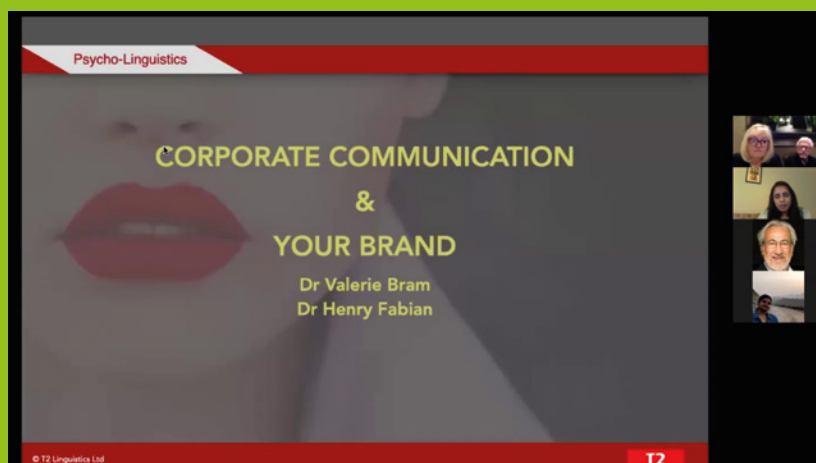 Psycho-Linguistics
CORPORATE COMMUNICATION
&
YOUR BRAND
Dr Valerie Bram
Dr Henry Fabian
© T2 Linguistics Ltd
T2